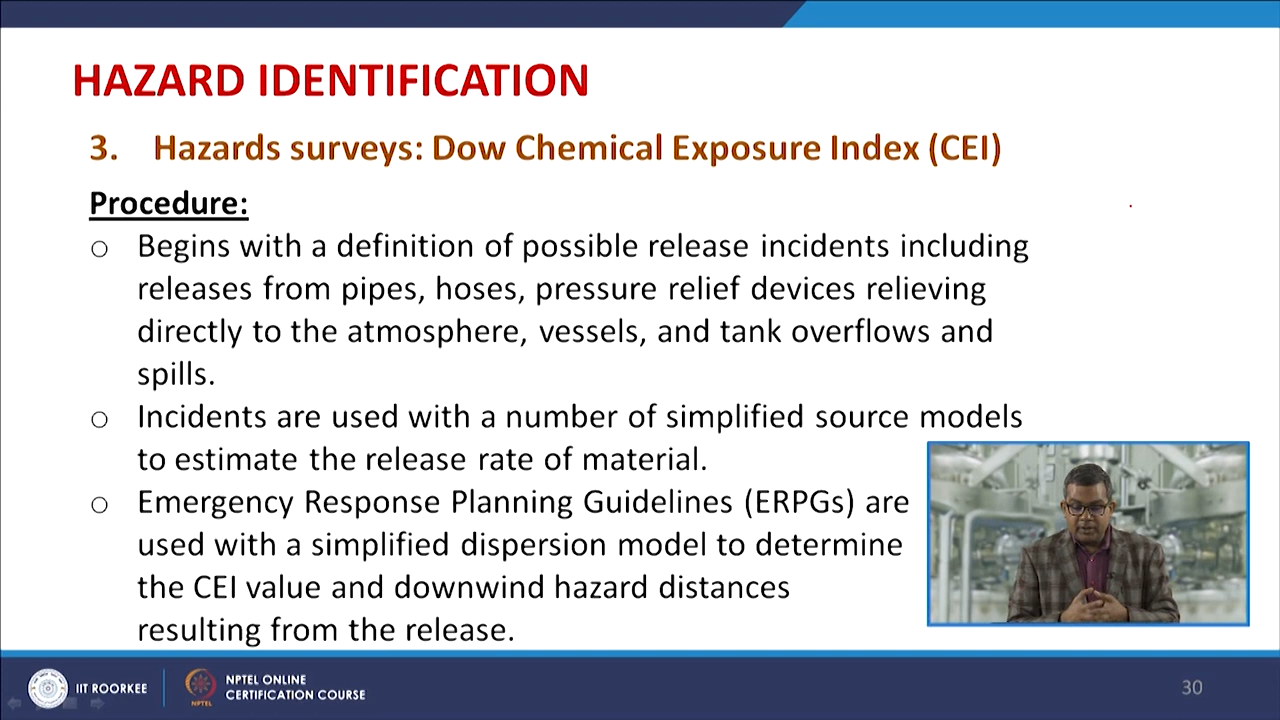 HAZARD IDENTIFICATION
3. Hazards surveys: Dow Chemical Exposure Index (CEI)
Procedure:
o Begins with a definition of possible release incidents including
releases from pipes, hoses, pressure relief devices relieving
directly to the atmosphere, vessels, and tank overflows and
spills.
o Incidents are used with a number of simplified source models
to estimate the release rate of material.
o Emergency Response Planning Guidelines (ERPGs) are
used with a simplified dispersion model to determine
the CEI value and downwind hazard distances
resulting from the release.
IIT ROORKEE
NPTEL
NPTEL ONLINE
CERTIFICATION COURSE
30